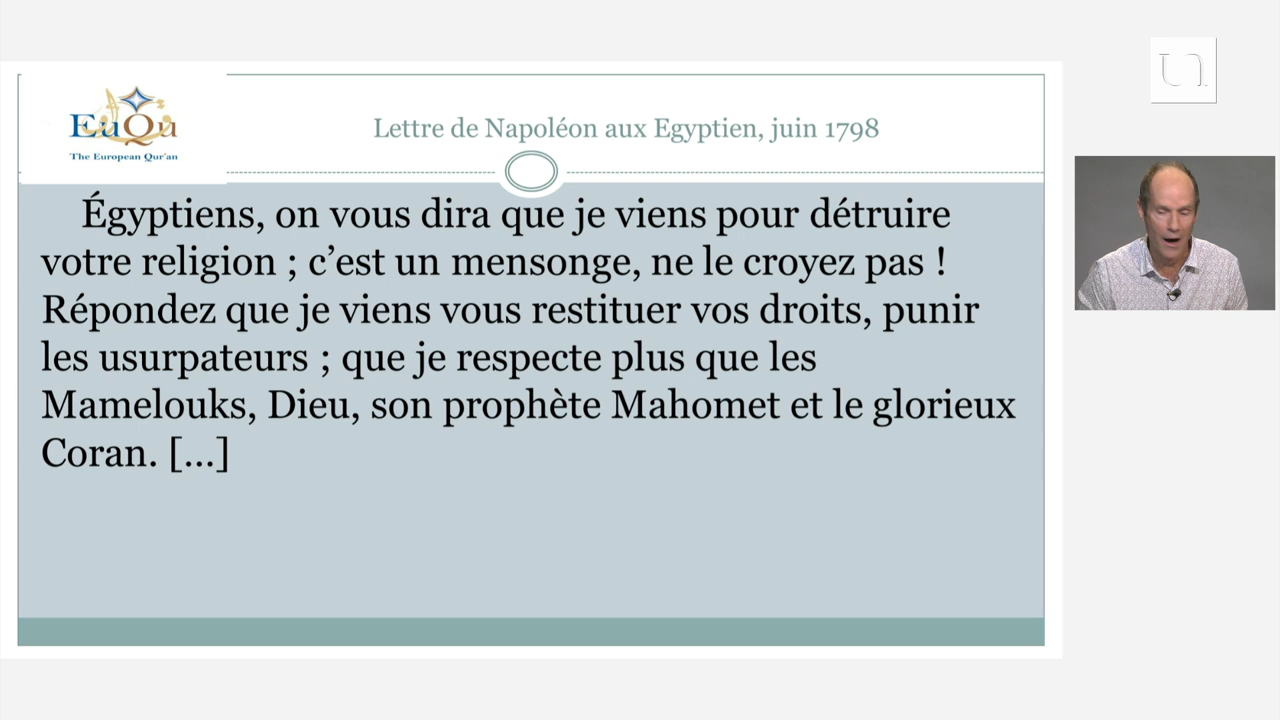 EuQu
The European Qur'an
Lettre de Napoléon aux Egyptien, juin 1798
Égyptiens, on vous dira que je viens pour détruire
votre religion ; c’est un mensonge, ne le croyez pas !
Répondez que je viens vous restituer vos droits, punir
les usurpateurs ; que je respecte plus que les
Mamelouks, Dieu, son prophète Mahomet et le glorieux
Coran. […]